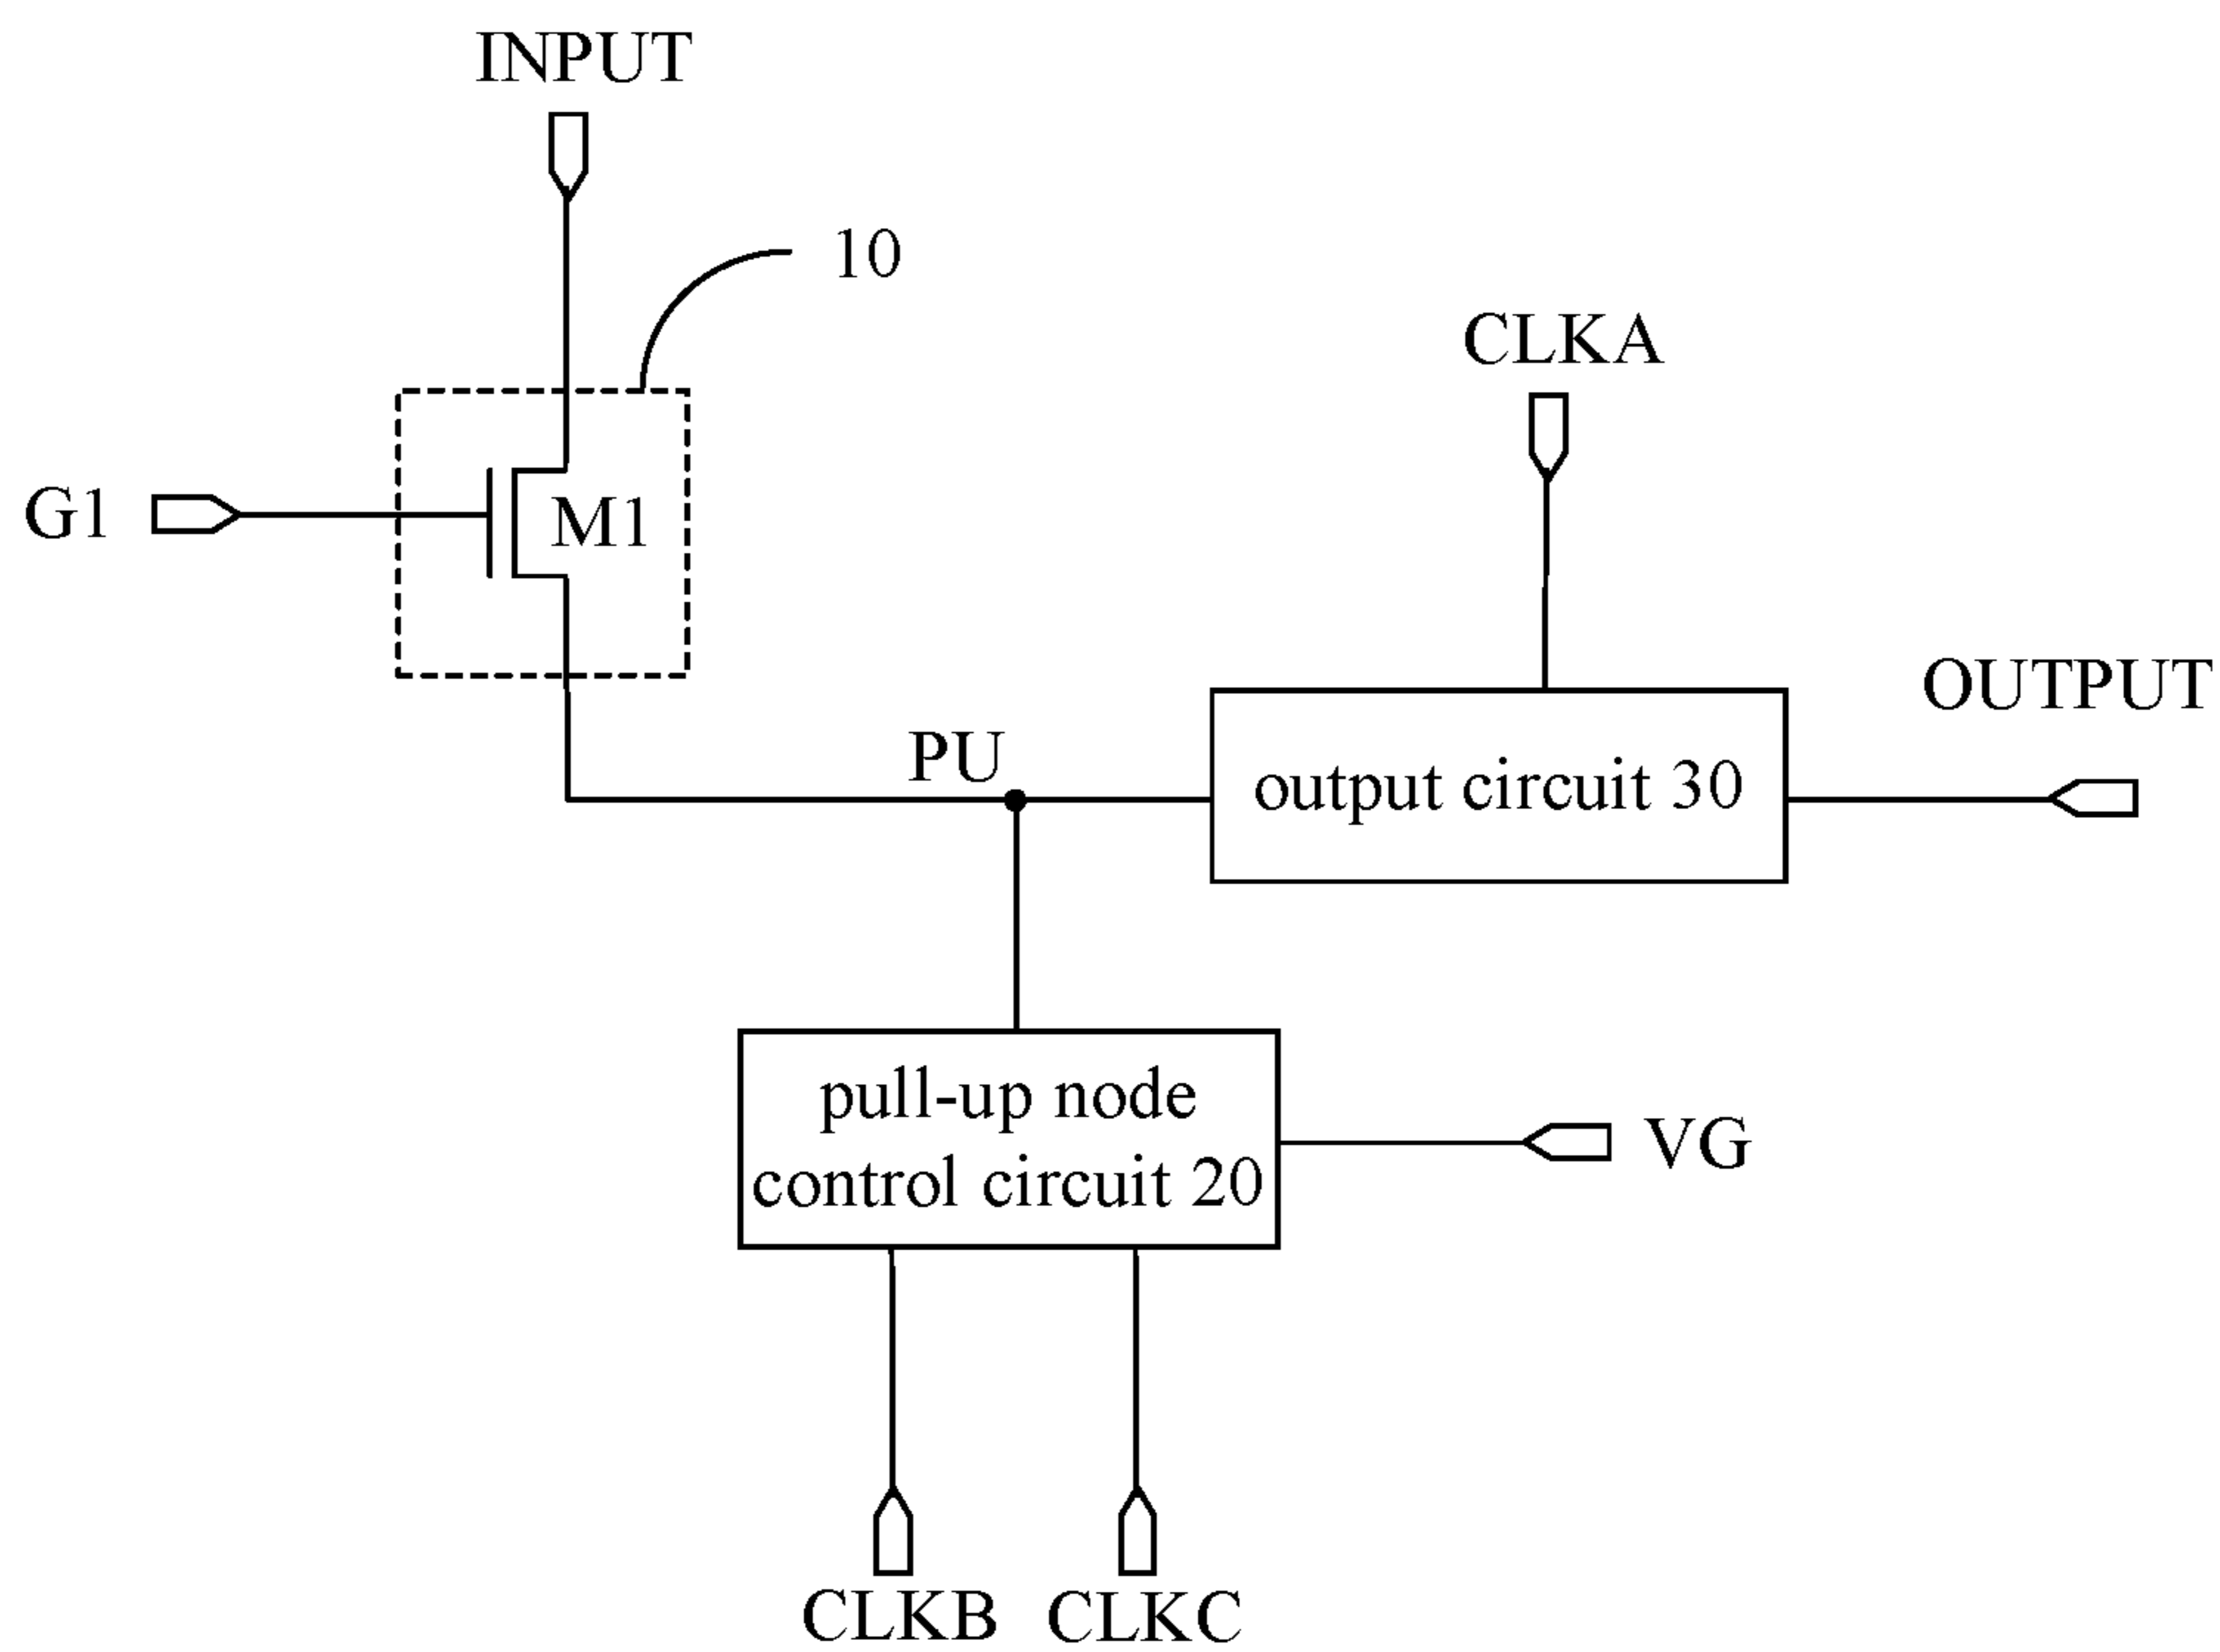 INPUT
10
CLKA
G1
M1
OUTPUT
PU
output circuit 30
pull-up node
control circuit 20
VG
CLKB
CLKC